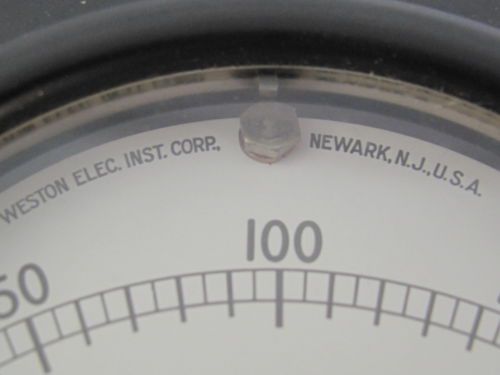 WESTON ELEC. INST. CORP., NEWARK, N.J., U.S.A.
50 100